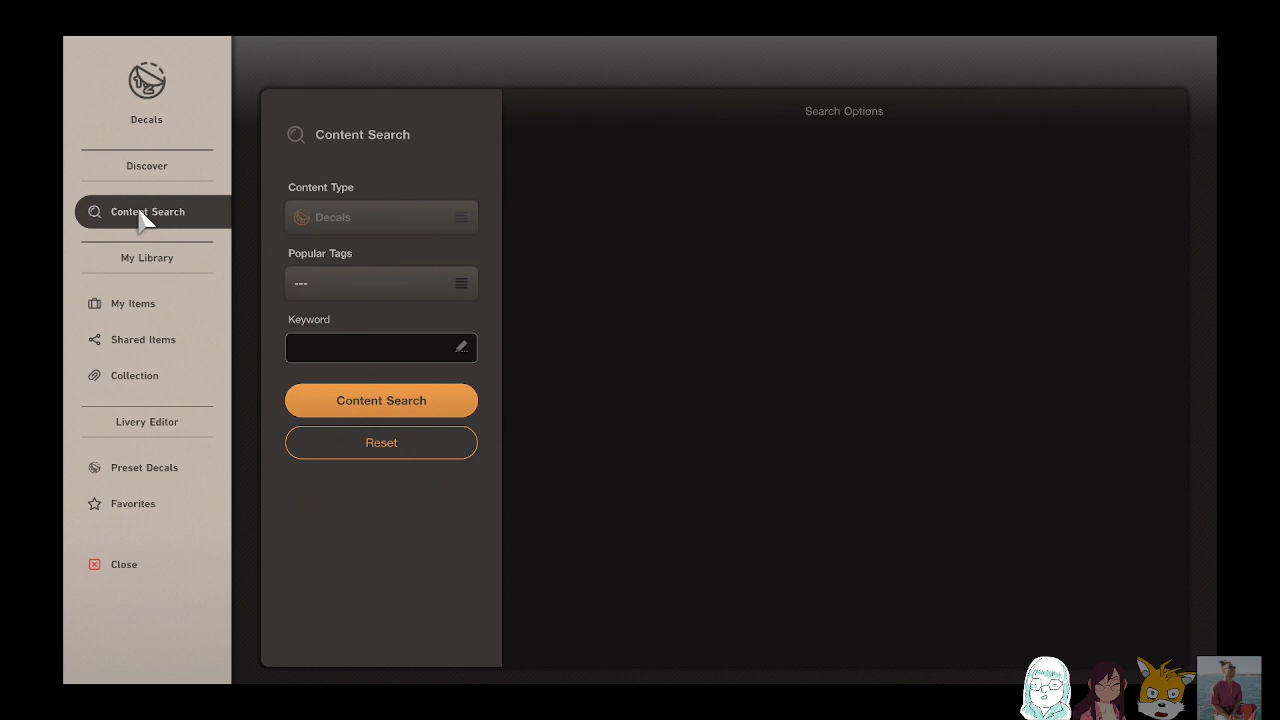 Decals
Discover
Content Search
My Library
My Items
Shared Items
Collection
Livery Editor
Preset Decals
Favorites
Close
Content Search
Content Type
Decals
Popular Tags
---
Keyword
Content Search
Reset
Search Options